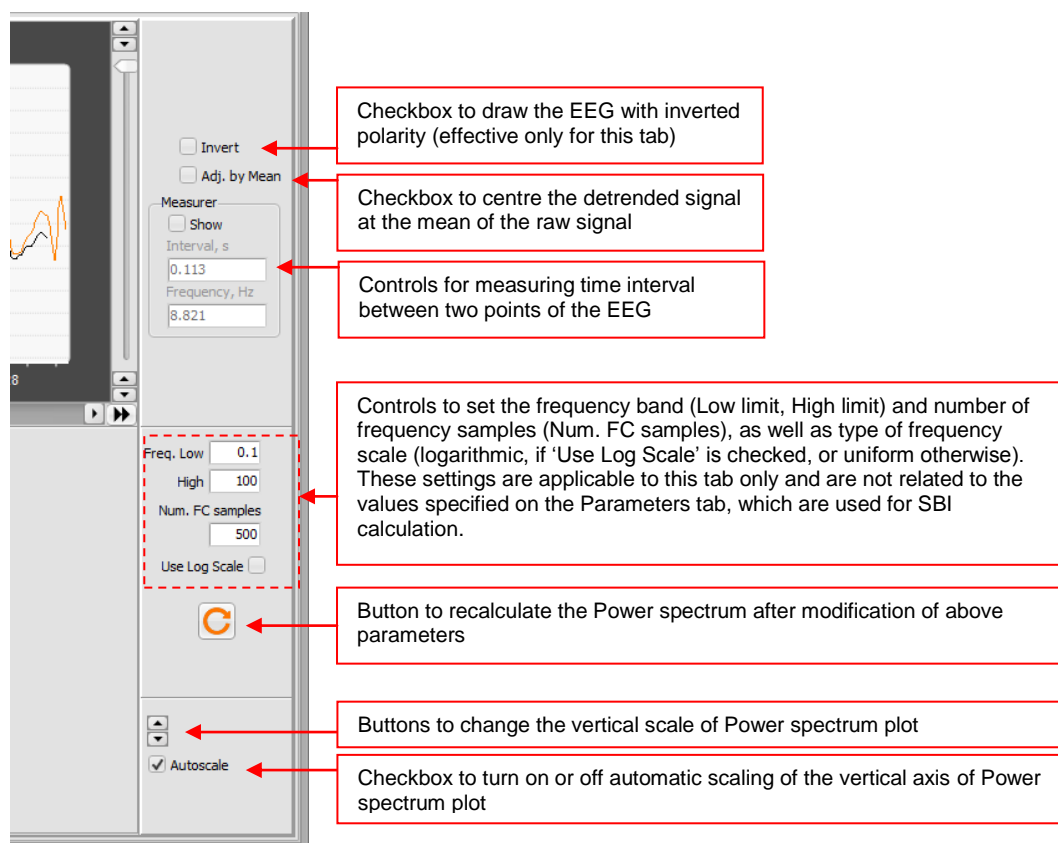 Invert
Adj. by Mean
Measurer
Show
Interval, s
0.113
Frequency, Hz
8.821
8
Freq. Low 0.1
High 100
Num. FC samples
500
Use Log Scale
Autoscale
Checkbox to draw the EEG with inverted
polarity (effective only for this tab)
Checkbox to centre the detrended signal
at the mean of the raw signal
Controls for measuring time interval
between two points of the EEG
Controls to set the frequency band (Low limit, High limit) and number of
frequency samples (Num. FC samples), as well as type of frequency
scale (logarithmic, if ‘Use Log Scale’ is checked, or uniform otherwise).
These settings are applicable to this tab only and are not related to the
values specified on the Parameters tab, which are used for SBI
calculation.
Button to recalculate the Power spectrum after modification of above
parameters
Buttons to change the vertical scale of Power spectrum plot
Checkbox to turn on or off automatic scaling of the vertical axis of Power
spectrum plot